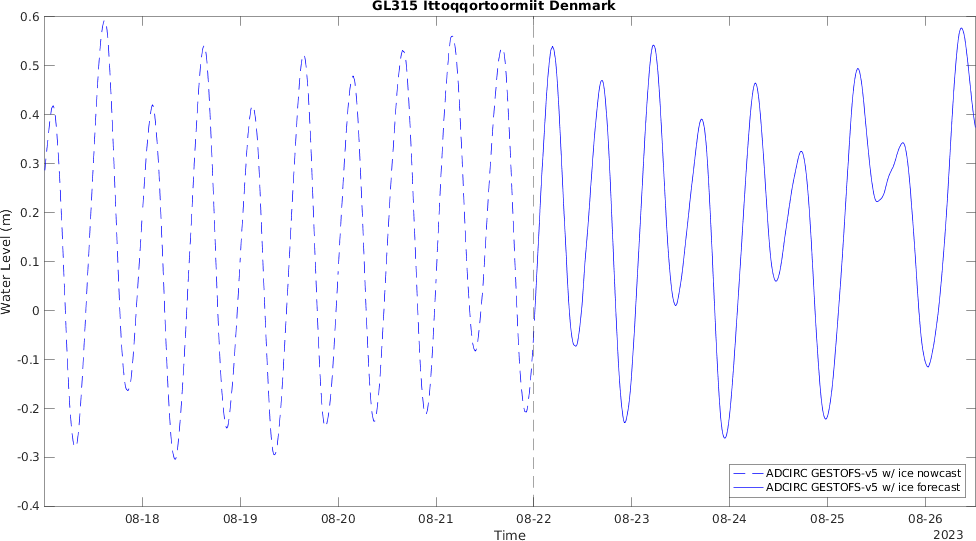 GL315 Ittoqqortoormiit Denmark
0.6
0.5
0.4
0.3
0.2
0.1
0
-0.1
-0.2
-0.3
-0.4
Water Level (m)
08-18 08-19 08-20 08-21 08-22 08-23 08-24 08-25 08-26
Time
2023
ADCIRC GESTOFS-v5 w/ ice nowcast
ADCIRC GESTOFS-v5 w/ ice forecast